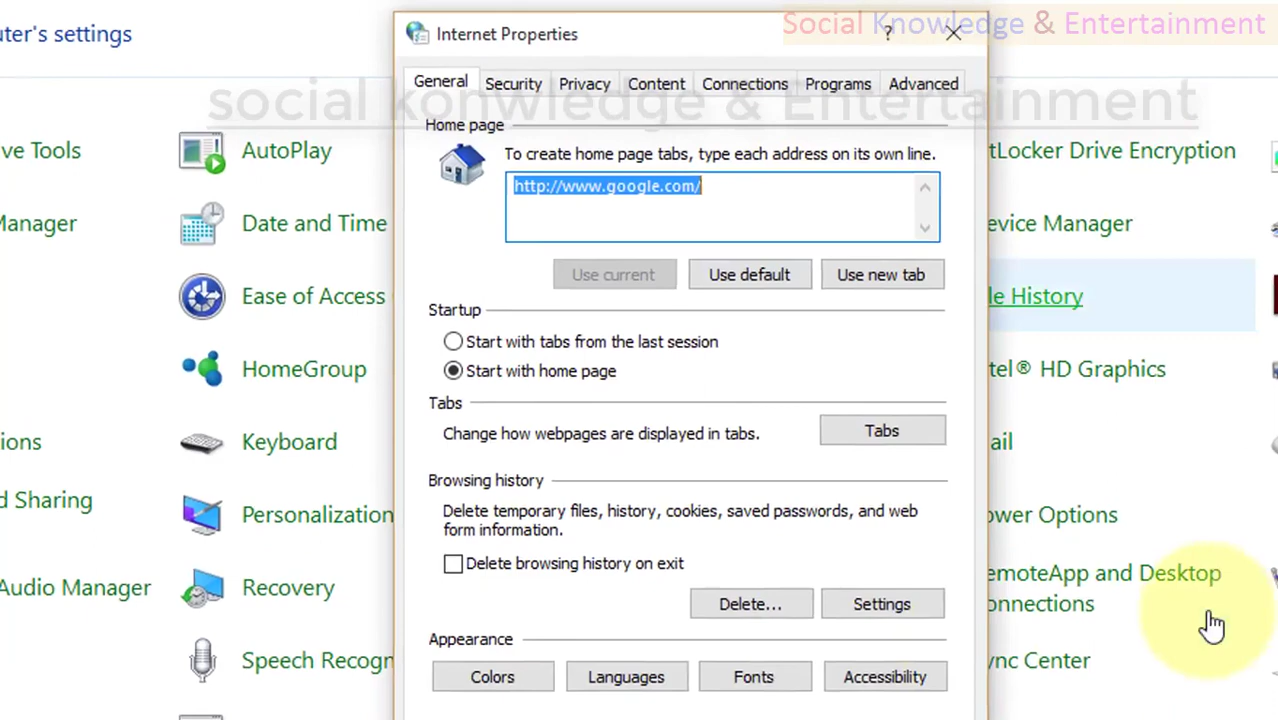 Social Knowledge & Entertainment
uter's settings
Internet Properties
?
General Security Privacy Content Connections Programs Advanced
social konwledge & Entertainment
Home page
To create home page tabs, type each address on its own line.
http://www.google.com/
Use current Use default Use new tab
Startup
Start with tabs from the last session
Start with home page
Tabs
Change how webpages are displayed in tabs.
Tabs
Browsing history
Delete temporary files, history, cookies, saved passwords, and web
form information.
Delete browsing history on exit
Delete... Settings
Appearance
Colors Languages Fonts Accessibility
ve Tools
Manager
ions
d Sharing
Audio Manager
AutoPlay
Date and Time
Ease of Access
HomeGroup
Keyboard
Personalization
Recovery
Speech Recogn
tLocker Drive Encryption
evice Manager
le History
tel® HD Graphics
ail
ower Options
emoteApp and Desktop
onnections
ync Center